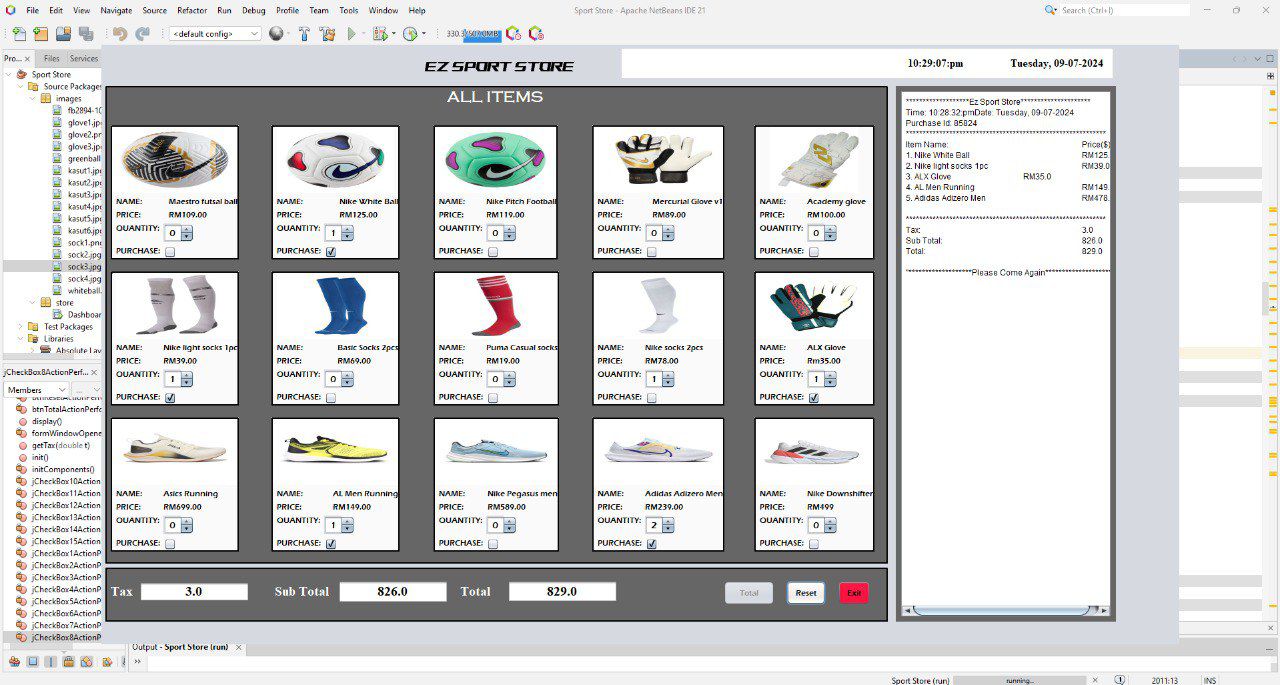 File Edit View Navigate Source Refactor Run Debug Profile Team Tools Window Help
Sport Store - Apache NetBeans IDE 21
Search (Ctrl+I)
<default config>
Pro...
Files
Services
Sport Store
Source Packages
images
fb2894-10
glove1.jpg
glove2.pn
glove3.jpg
greenball
kasut1.jpg
kasut2.jpg
kasut3.jpg
kasut4.jpg
kasut5.jpg
kasut6.jpg
sock1.png
sock2.jpg
sock3.jpg
sock4.jpg
whiteball.
store
Dashboar
Test Packages
Libraries
Absolute Lay
jCheckBox8ActionPerf...
Members
btnTotalActionPerfo
display()
formWindowOpene
getTax(double t)
init()
initComponents()
jCheckBox10Action
jCheckBox11Action
jCheckBox12Action
jCheckBox13Action
jCheckBox14Action
jCheckBox15Action
jCheckBox1ActionP
jCheckBox2ActionP
jCheckBox3ActionP
jCheckBox4ActionP
jCheckBox5ActionP
jCheckBox6ActionP
jCheckBox7ActionP
jCheckBox8ActionP
EZ SPORT STORE
10:29:07:pm
Tuesday, 09-07-2024
ALL ITEMS
NAME: Maestro futsal ball
PRICE: RM109.00
QUANTITY: 0
PURCHASE:
NAME: Nike White Ball
PRICE: RM125.00
QUANTITY: 1
PURCHASE:
NAME: Nike Pitch Football
PRICE: RM119.00
QUANTITY: 0
PURCHASE:
NAME: Mercurial Glove v1
PRICE: RM89.00
QUANTITY: 0
PURCHASE:
NAME: Academy glove
PRICE: RM100.00
QUANTITY: 0
PURCHASE:
NAME: Nike light socks 1pc
PRICE: RM39.00
QUANTITY: 1
PURCHASE:
NAME: Basic Socks 2pcs
PRICE: RM69.00
QUANTITY: 0
PURCHASE:
NAME: Puma Casual socks
PRICE: RM19.00
QUANTITY: 0
PURCHASE:
NAME: Nike socks 2pcs
PRICE: RM78.00
QUANTITY: 1
PURCHASE:
NAME: ALX Glove
PRICE: Rm35.00
QUANTITY: 1
PURCHASE:
NAME: Asics Running
PRICE: RM699.00
QUANTITY: 0
PURCHASE:
NAME: AL Men Running
PRICE: RM149.00
QUANTITY: 1
PURCHASE:
NAME: Nike Pegasus men
PRICE: RM589.00
QUANTITY: 0
PURCHASE:
NAME: Adidas Adizero Men
PRICE: RM239.00
QUANTITY: 2
PURCHASE:
NAME: Nike Downshifter
PRICE: RM499
QUANTITY: 0
PURCHASE:
Tax 3.0 Sub Total 826.0 Total 829.0
Total
Reset
Exit
*******************Ez Sport Store*********************
Time: 10:28:32:pmDate: Tuesday, 09-07-2024
Purchase Id: 85824
************************************************************
Item Name: Price($)
1. Nike White Ball RM125.
2. Nike light socks 1pc RM39.0
3. ALX Glove RM35.0
4. AL Men Running RM149.
5. Adidas Adizero Men RM478.
************************************************************
Tax: 3.0
Sub Total: 826.0
Total: 829.0
********************Please Come Again********************
Output - Sport Store (run)
Sport Store (run)
running...
2011:13
INS